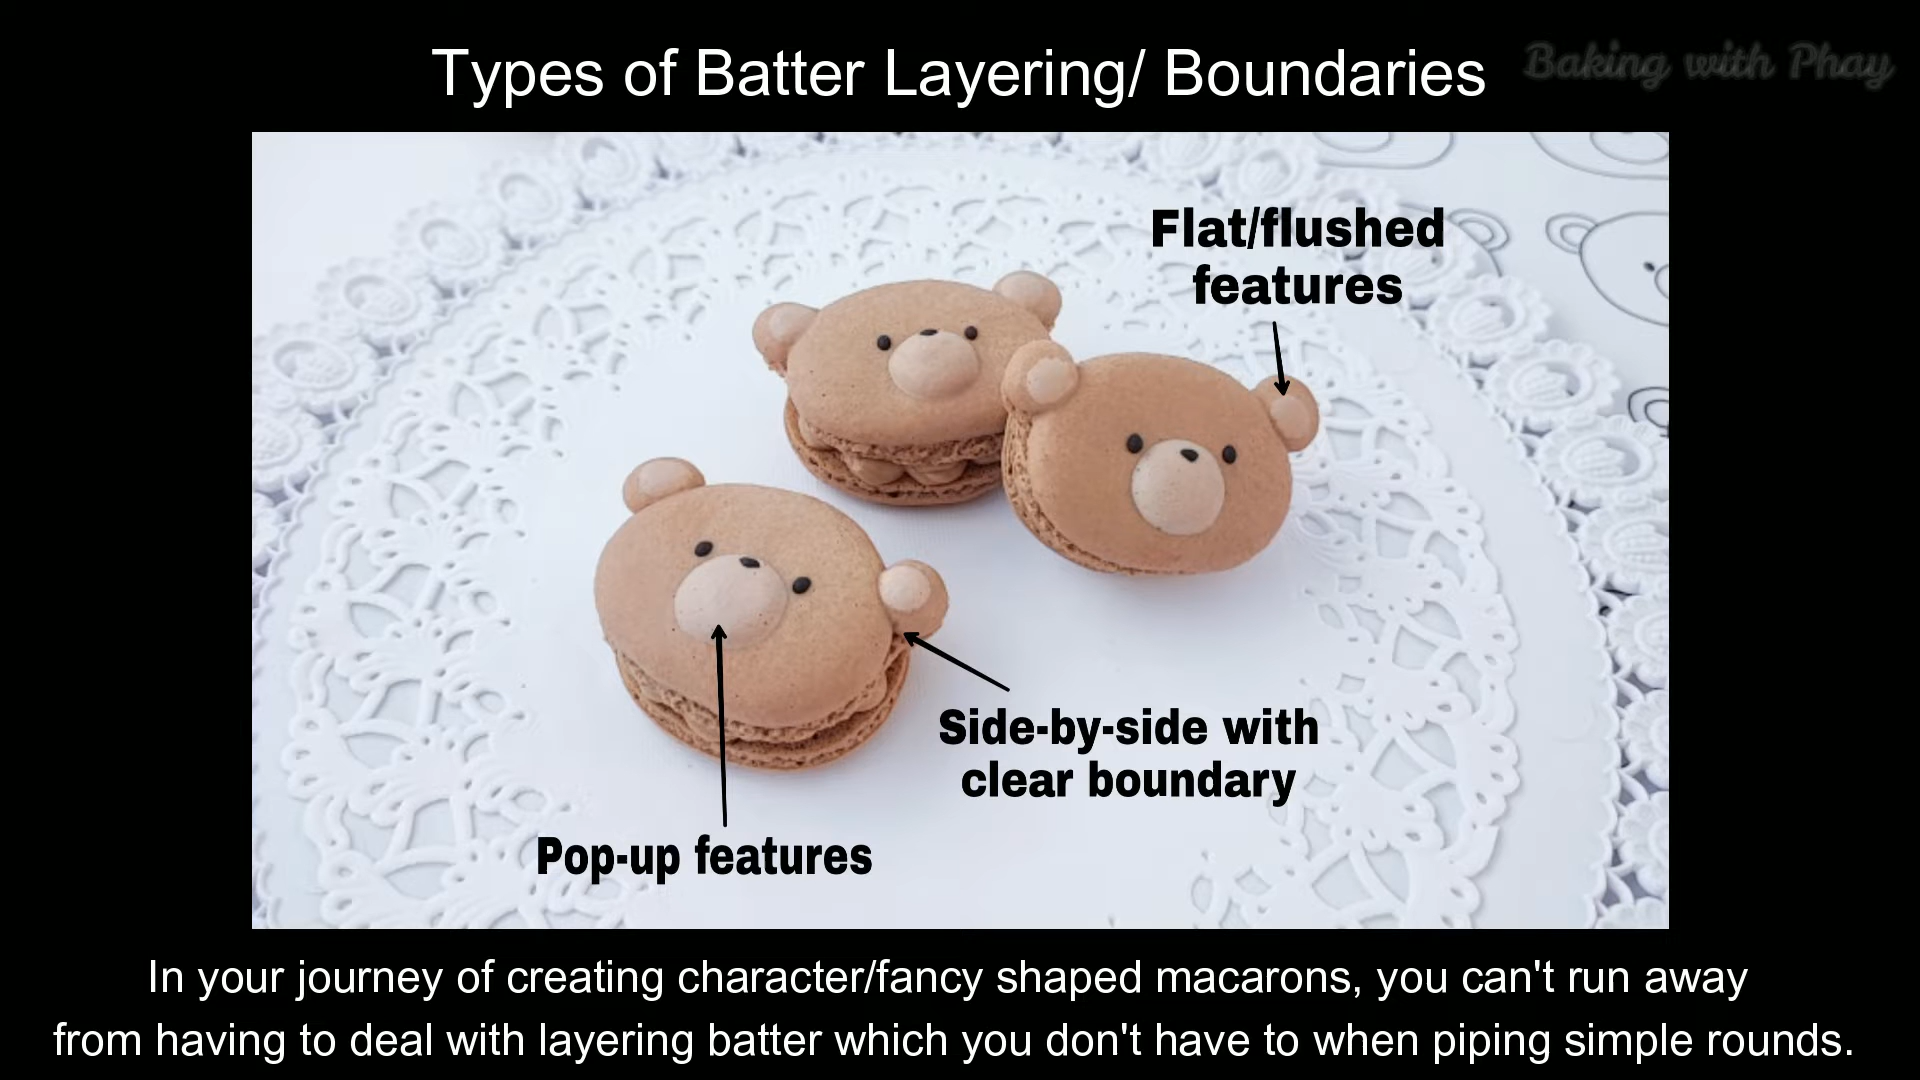 Types of Batter Layering/ Boundaries
Baking with Phay
Flat/flushed
features
Side-by-side with
clear boundary
Pop-up features
In your journey of creating character/fancy shaped macarons, you can't run away
from having to deal with layering batter which you don't have to when piping simple rounds.